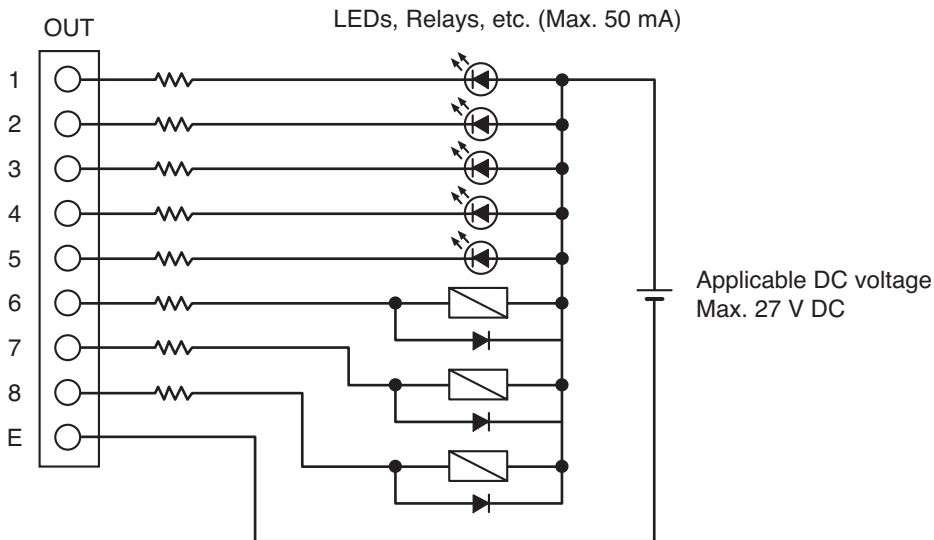 LEDs, Relays, etc. (Max. 50 mA)
OUT
1
2
3
4
5
6
7
8
E
Applicable DC voltage
Max. 27 V DC